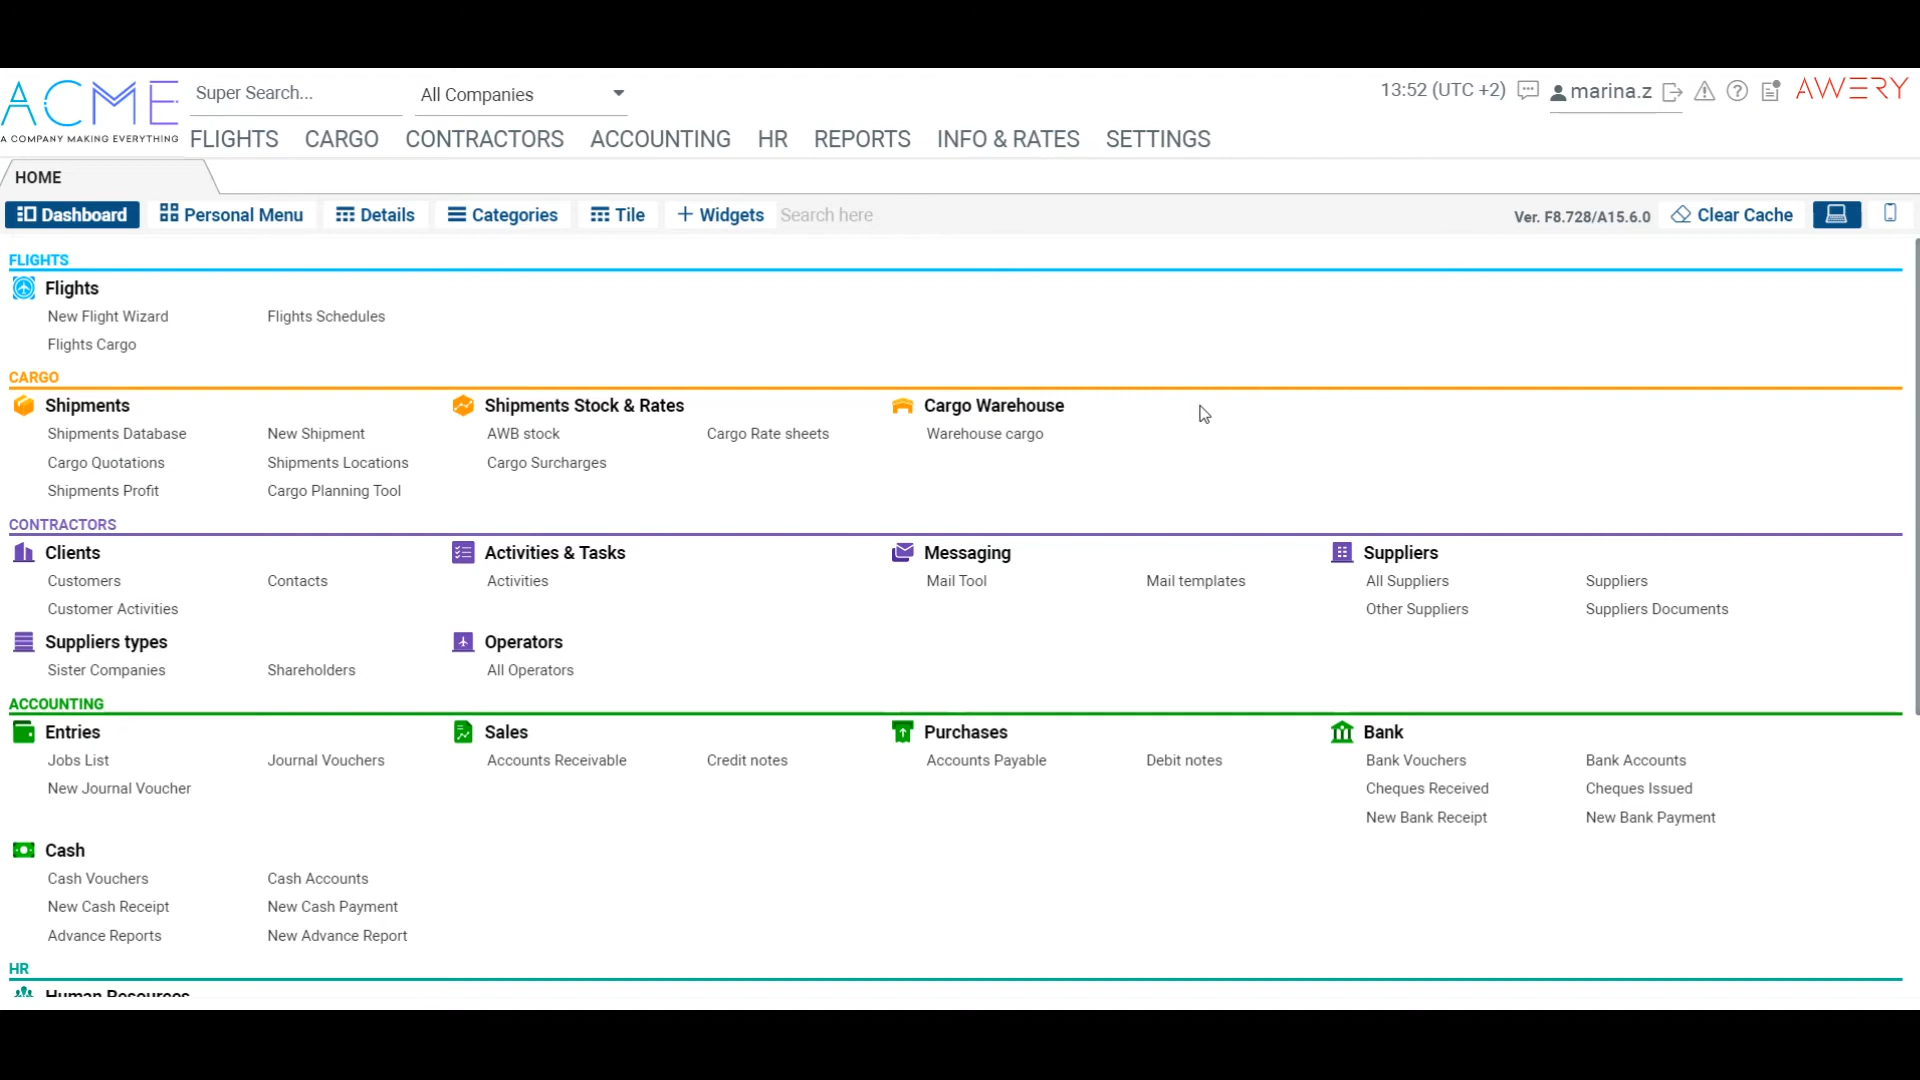 ACME
A COMPANY MAKING EVERYTHING
Super Search...
All Companies
13:52 (UTC +2)
marina.z
AWERY
FLIGHTS CARGO CONTRACTORS ACCOUNTING HR REPORTS INFO & RATES SETTINGS
HOME
Dashboard Personal Menu Details Categories Tile + Widgets Search here Ver. F8.728/A15.6.0 Clear Cache
FLIGHTS
Flights
New Flight Wizard Flights Schedules
Flights Cargo
CARGO
Shipments Shipments Stock & Rates Cargo Warehouse
Shipments Database New Shipment AWB stock Cargo Rate sheets Warehouse cargo
Cargo Quotations Shipments Locations Cargo Surcharges
Shipments Profit Cargo Planning Tool
CONTRACTORS
Clients Activities & Tasks Messaging Suppliers
Customers Contacts Activities Mail Tool Mail templates All Suppliers Suppliers
Customer Activities Other Suppliers Suppliers Documents
Suppliers types Operators
Sister Companies Shareholders All Operators
ACCOUNTING
Entries Sales Purchases Bank
Jobs List Journal Vouchers Accounts Receivable Credit notes Accounts Payable Debit notes Bank Vouchers Bank Accounts
New Journal Voucher Cheques Received Cheques Issued
New Bank Receipt New Bank Payment
Cash
Cash Vouchers Cash Accounts
New Cash Receipt New Cash Payment
Advance Reports New Advance Report
HR
Human Resources